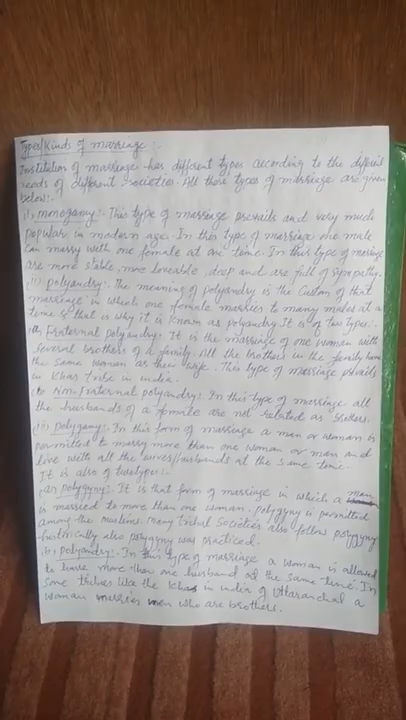 Types/Kinds of marriage :-
Institution of marriage has different types according to the different
needs of different societies. All these types of marriage are given
below:-
(i) monogamy:- This type of marriage prevails and very much
popular in modern age. In this type of marriage one male
can marry with one female at one time. In this type of marriage
are more stable, more loveable, deep and are full of sympathy.
(ii) Polyandry:- The meaning of polyandry is the custom of that
marriage in which one female marries to many males at a
time & that is why it is known as polyandry It is of two types:-
(a) Fraternal polyandry:- It is the marriage of one woman with
several brothers of a family. All the brothers in the family have
the same woman as their wife. This type of marriage prevails
in Khas tribe in india.
(b) Non-Fraternal polyandry:- In this type of marriage all
the husbands of a female are not related as brothers.
(iii) Polygamy:- In this form of marriage a man or woman is
permitted to marry more than one woman or man and
live with all the wives/husbands at the same time.
It is also of two types:-
(a) polygyny:- It is that form of marriage in which a man
is married to more than one woman. Polygyny is permitted
among the muslims. Many tribal Societies also follow polygyny
historically also polygyny was practiced.
(b) polyandry:- In this type of marriage a woman is allowed
to have more than one husband at the same time. In
some tribes like the Khas in india of Uttaranchal a
woman marries men who are brothers.